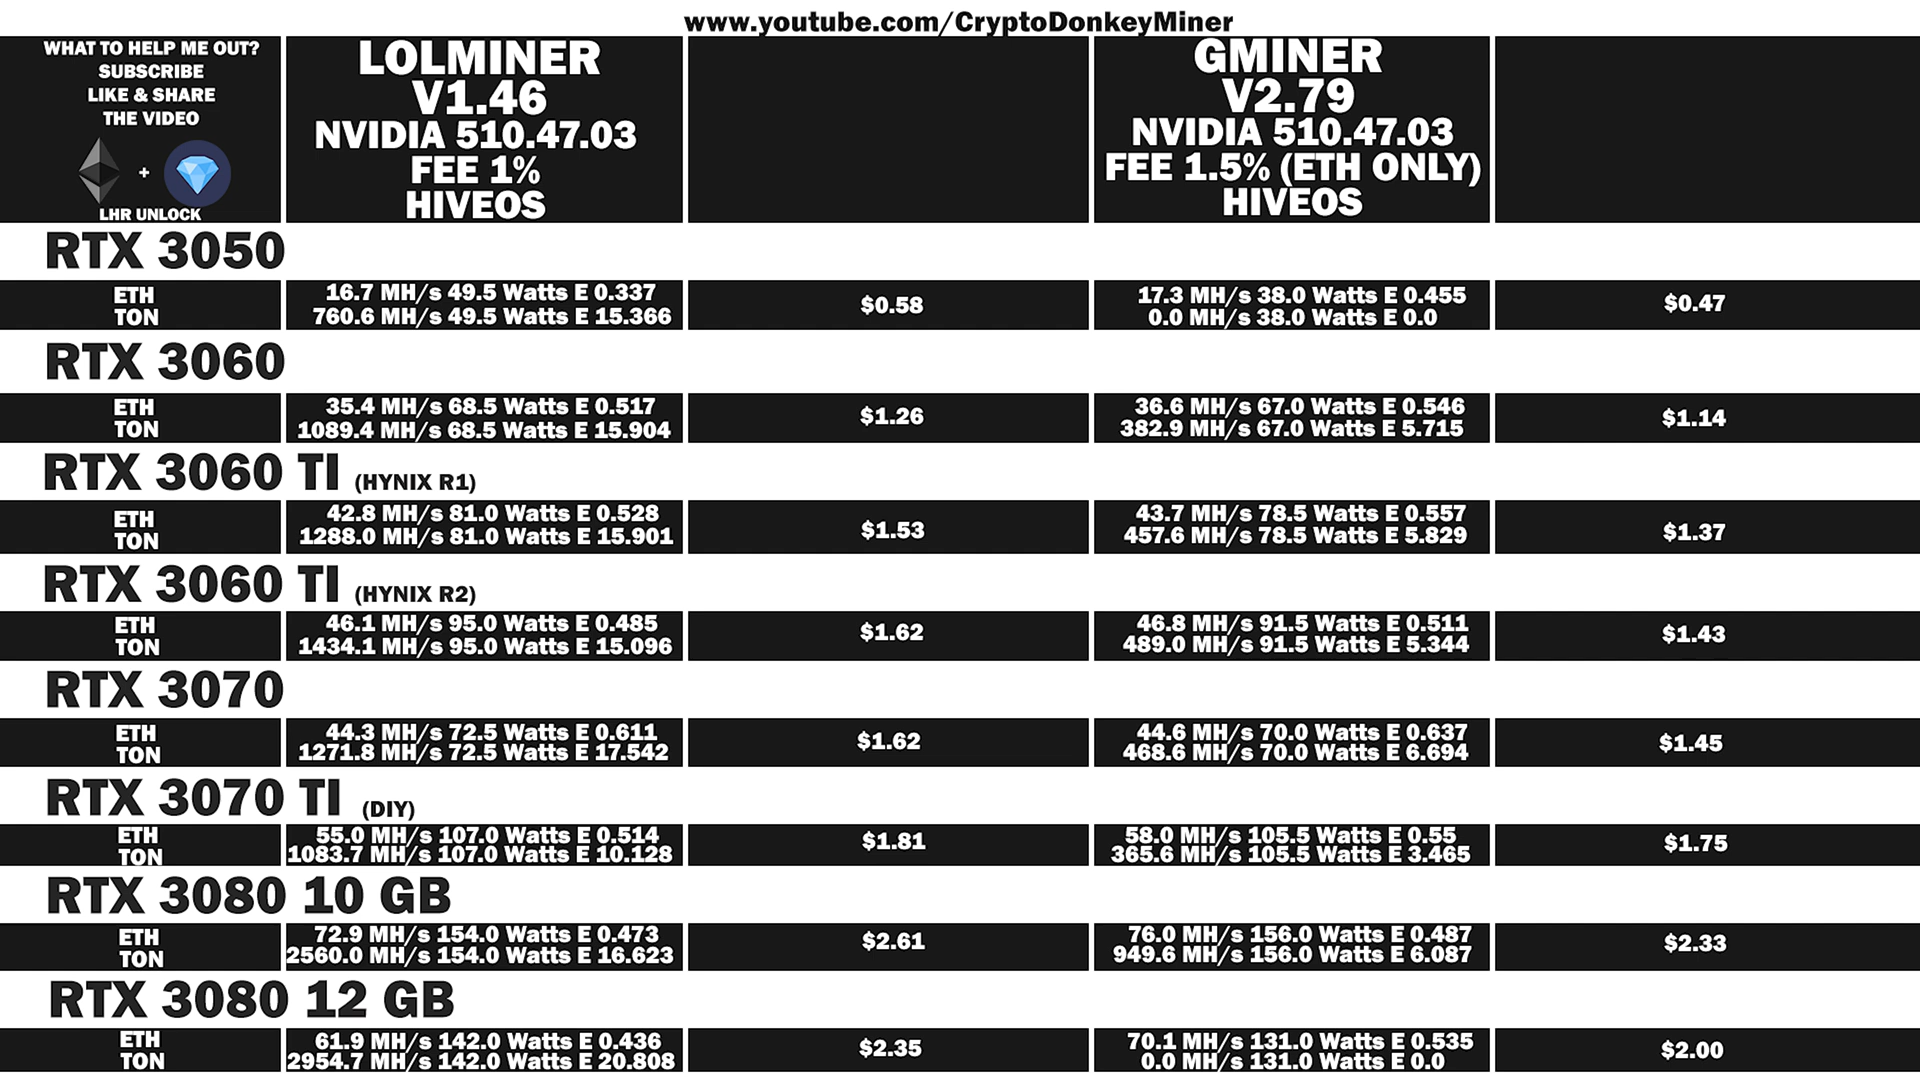 www.youtube.com/CryptoDonkeyMiner
WHAT TO HELP ME OUT?
SUBSCRIBE
LIKE & SHARE
THE VIDEO
+
LHR UNLOCK
LOLMINER
V1.46
NVIDIA 510.47.03
FEE 1%
HIVEOS
GMINER
V2.79
NVIDIA 510.47.03
FEE 1.5% (ETH ONLY)
HIVEOS
RTX 3050
ETH
TON
16.7 MH/s 49.5 Watts E 0.337
760.6 MH/s 49.5 Watts E 15.366
$0.58
17.3 MH/s 38.0 Watts E 0.455
0.0 MH/s 38.0 Watts E 0.0
$0.47
RTX 3060
ETH
TON
35.4 MH/s 68.5 Watts E 0.517
1089.4 MH/s 68.5 Watts E 15.904
$1.26
36.6 MH/s 67.0 Watts E 0.546
382.9 MH/s 67.0 Watts E 5.715
$1.14
RTX 3060 TI (HYNIX R1)
ETH
TON
42.8 MH/s 81.0 Watts E 0.528
1288.0 MH/s 81.0 Watts E 15.901
$1.53
43.7 MH/s 78.5 Watts E 0.557
457.6 MH/s 78.5 Watts E 5.829
$1.37
RTX 3060 TI (HYNIX R2)
ETH
TON
46.1 MH/s 95.0 Watts E 0.485
1434.1 MH/s 95.0 Watts E 15.096
$1.62
46.8 MH/s 91.5 Watts E 0.511
489.0 MH/s 91.5 Watts E 5.344
$1.43
RTX 3070
ETH
TON
44.3 MH/s 72.5 Watts E 0.611
1271.8 MH/s 72.5 Watts E 17.542
$1.62
44.6 MH/s 70.0 Watts E 0.637
468.6 MH/s 70.0 Watts E 6.694
$1.45
RTX 3070 TI (DIY)
ETH
TON
55.0 MH/s 107.0 Watts E 0.514
1083.7 MH/s 107.0 Watts E 10.128
$1.81
58.0 MH/s 105.5 Watts E 0.55
365.6 MH/s 105.5 Watts E 3.465
$1.75
RTX 3080 10 GB
ETH
TON
72.9 MH/s 154.0 Watts E 0.473
2560.0 MH/s 154.0 Watts E 16.623
$2.61
76.0 MH/s 156.0 Watts E 0.487
949.6 MH/s 156.0 Watts E 6.087
$2.33
RTX 3080 12 GB
ETH
TON
61.9 MH/s 142.0 Watts E 0.436
2954.7 MH/s 142.0 Watts E 20.808
$2.35
70.1 MH/s 131.0 Watts E 0.535
0.0 MH/s 131.0 Watts E 0.0
$2.00